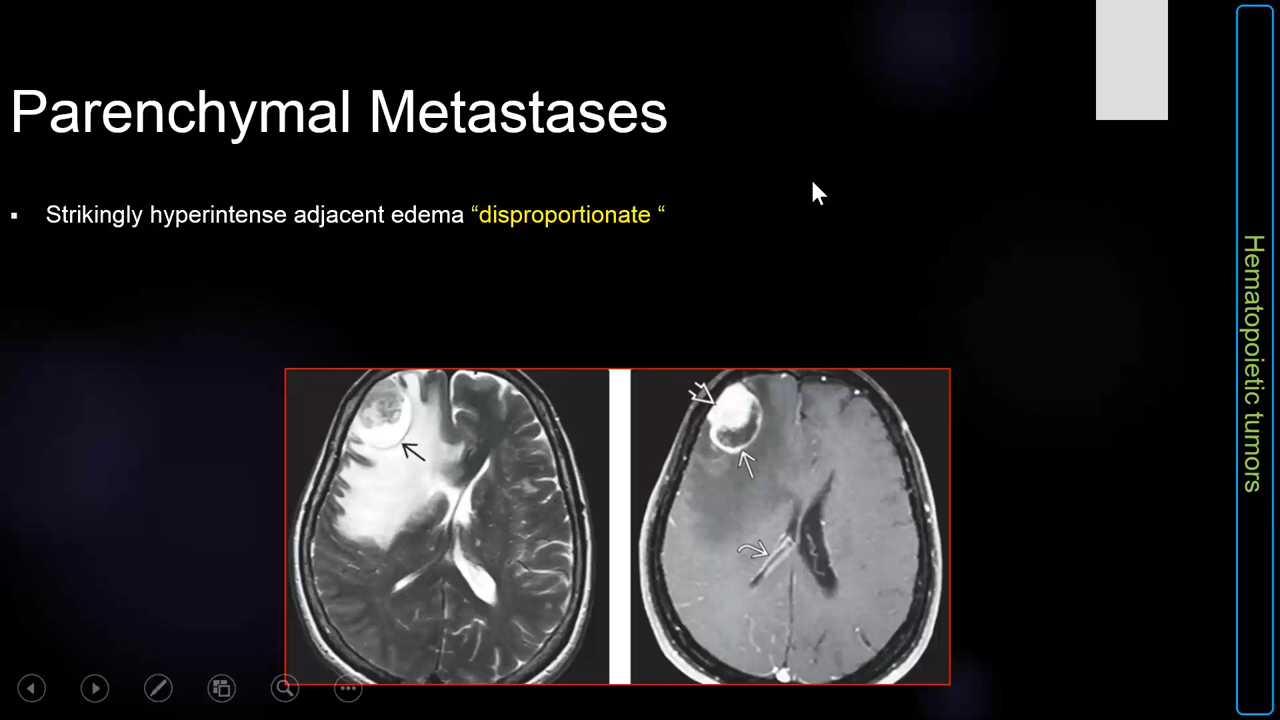 Parenchymal Metastases
▪ Strikingly hyperintense adjacent edema “disproportionate “
Hematopoietic tumors